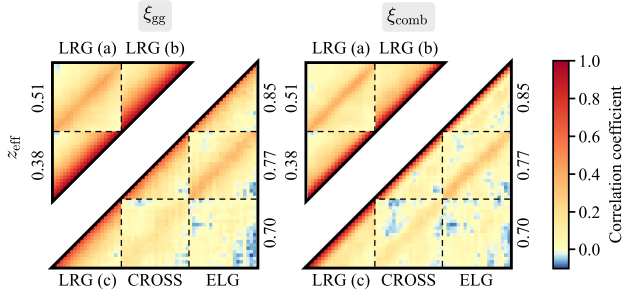 ξgg
ξcomb
LRG (a) LRG (b)
LRG (a) LRG (b)
zeff
0.51
0.38
0.85
0.77
0.70
0.51
0.38
0.85
0.77
0.70
LRG (c) CROSS ELG
LRG (c) CROSS ELG
1.0
0.8
0.6
0.4
0.2
0.0
Correlation coefficient